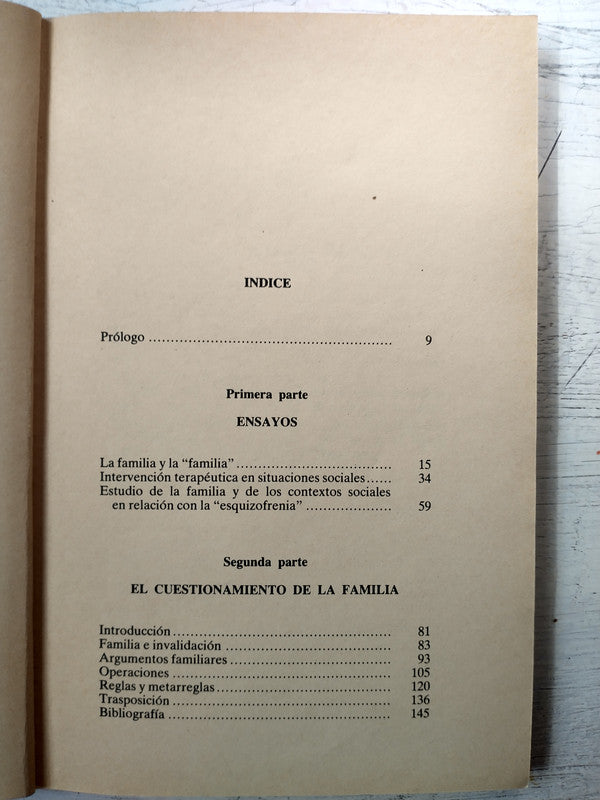 INDICE
Prólogo ........................................................ 9
Primera parte
ENSAYOS
La familia y la “familia” ................................... 15
Intervención terapéutica en situaciones sociales ...... 34
Estudio de la familia y de los contextos sociales
en relación con la “esquizofrenia” .................... 59
Segunda parte
EL CUESTIONAMIENTO DE LA FAMILIA
Introducción .................................................. 81
Familia e invalidación ...................................... 83
Argumentos familiares ..................................... 93
Operaciones .................................................. 105
Reglas y metarreglas ........................................ 120
Trasposición .................................................. 136
Bibliografía ................................................... 145